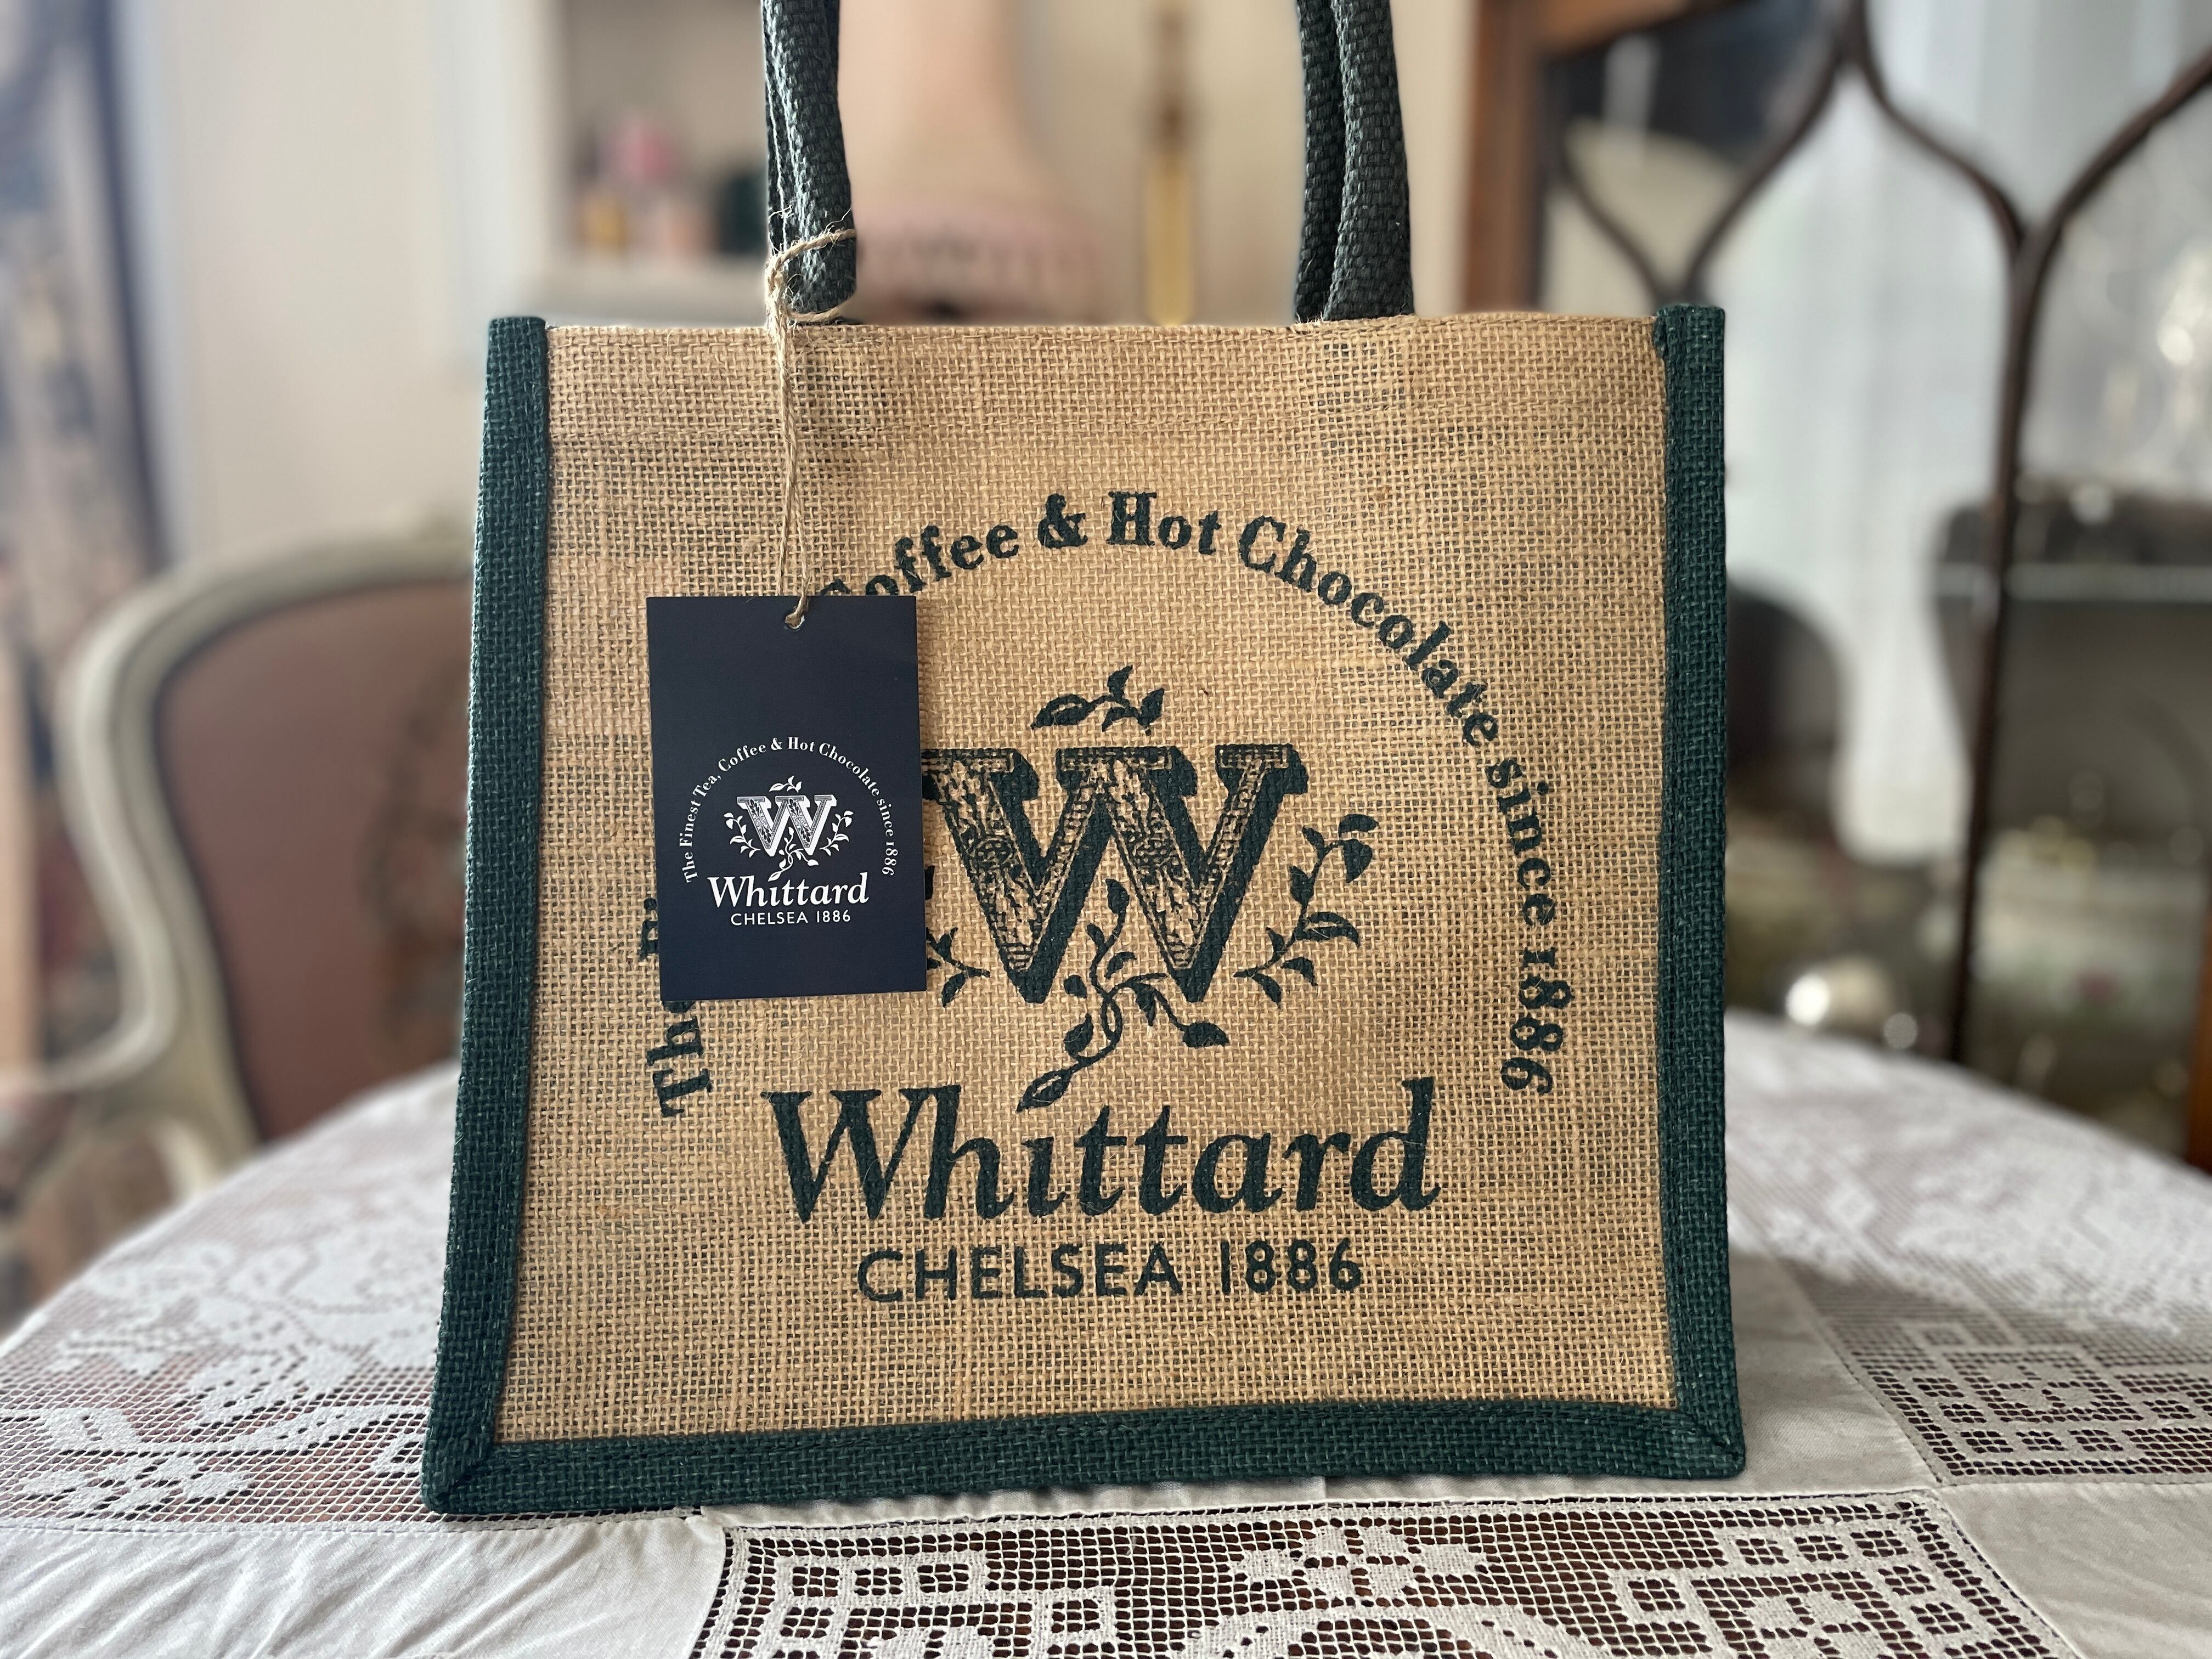 The Finest Tea, Coffee & Hot Chocolate since 1886
W
Whittard
CHELSEA 1886
The
Coffee & Hot Chocolate since 1886
W
Whittard
CHELSEA 1886